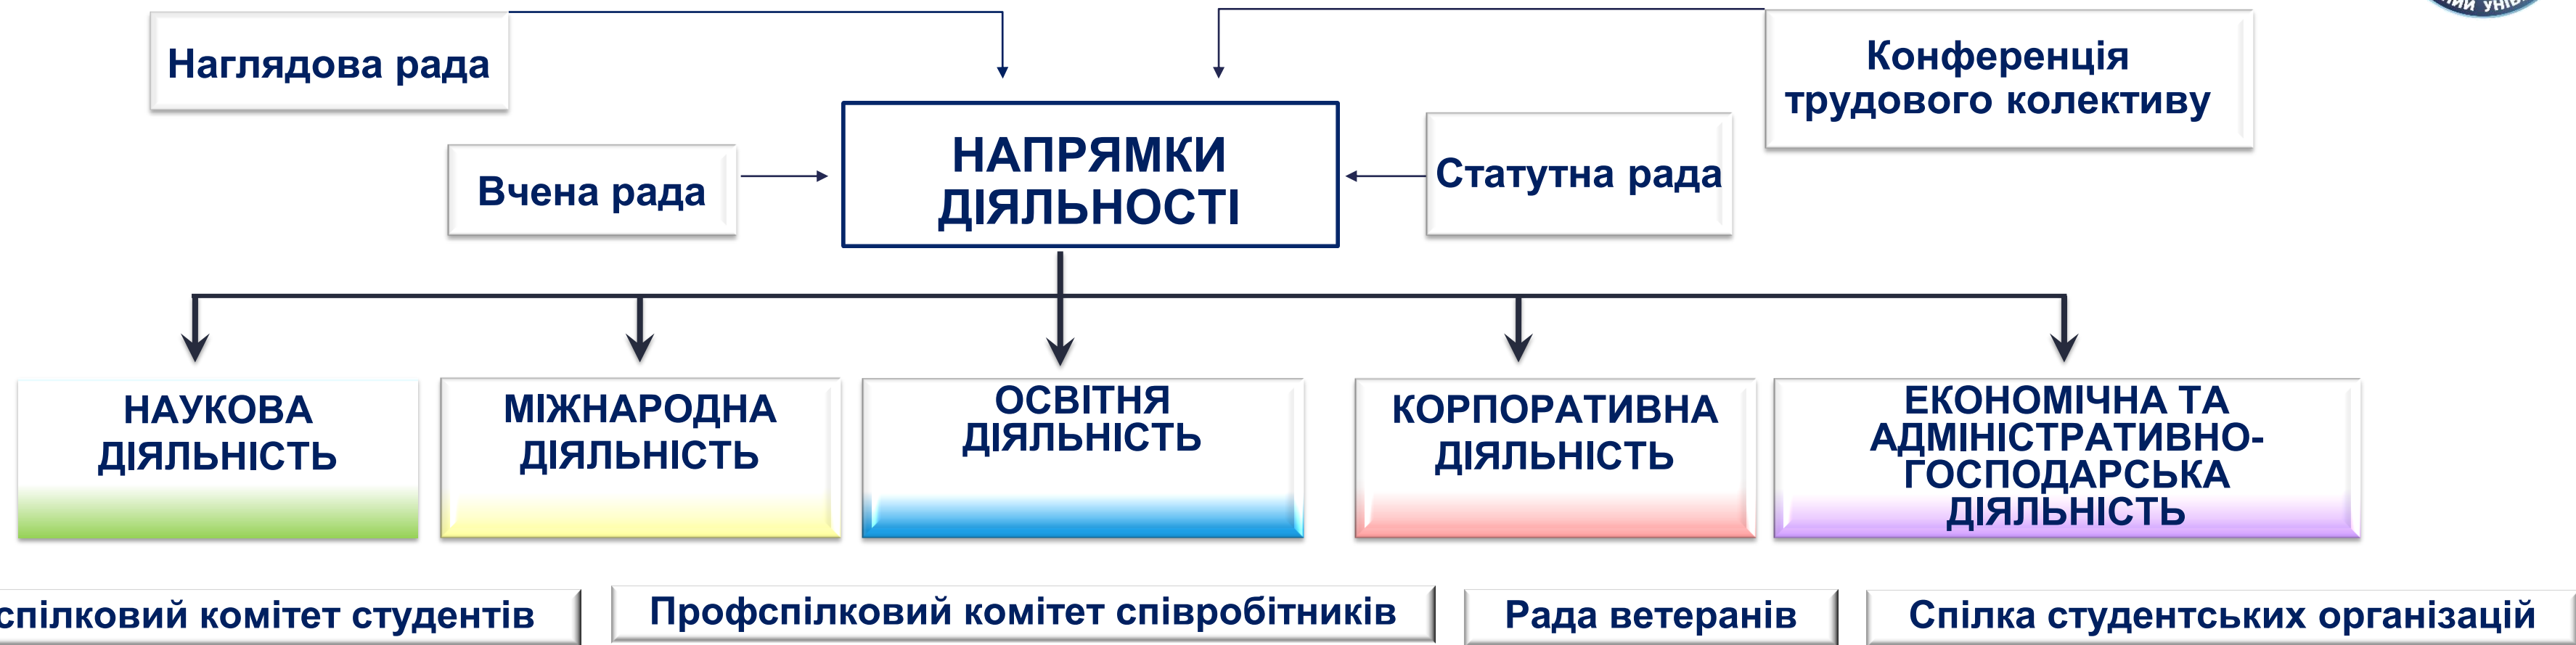 УНІВ
Наглядова рада
Конференція
трудового колективу
НАПРЯМКИ
ДІЯЛЬНОСТІ
Вчена рада
Статутна рада
НАУКОВА
ДІЯЛЬНІСТЬ
МІЖНАРОДНА
ДІЯЛЬНІСТЬ
ОСВІТНЯ
ДІЯЛЬНІСТЬ
КОРПОРАТИВНА
ДІЯЛЬНІСТЬ
ЕКОНОМІЧНА ТА
АДМІНІСТРАТИВНО-
ГОСПОДАРСЬКА
ДІЯЛЬНІСТЬ
спілковий комітет студентів
Профспілковий комітет співробітників
Рада ветеранів
Спілка студентських організацій